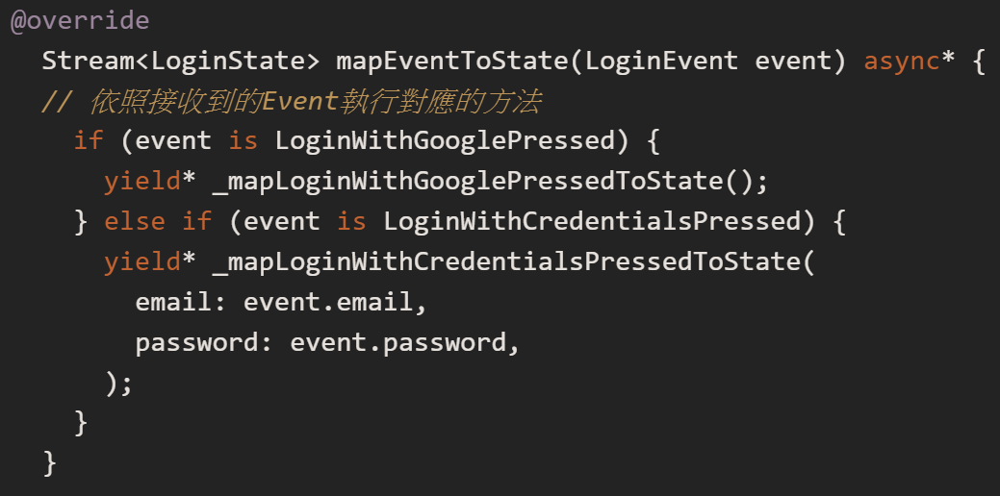 @override
Stream<LoginState> mapEventToState(LoginEvent event) async* {
// 依照接收到的Event執行對應的方法
if (event is LoginWithGooglePressed) {
yield* _mapLoginWithGooglePressedToState();
} else if (event is LoginWithCredentialsPressed) {
yield* _mapLoginWithCredentialsPressedToState(
email: event.email,
password: event.password,
);
}
}